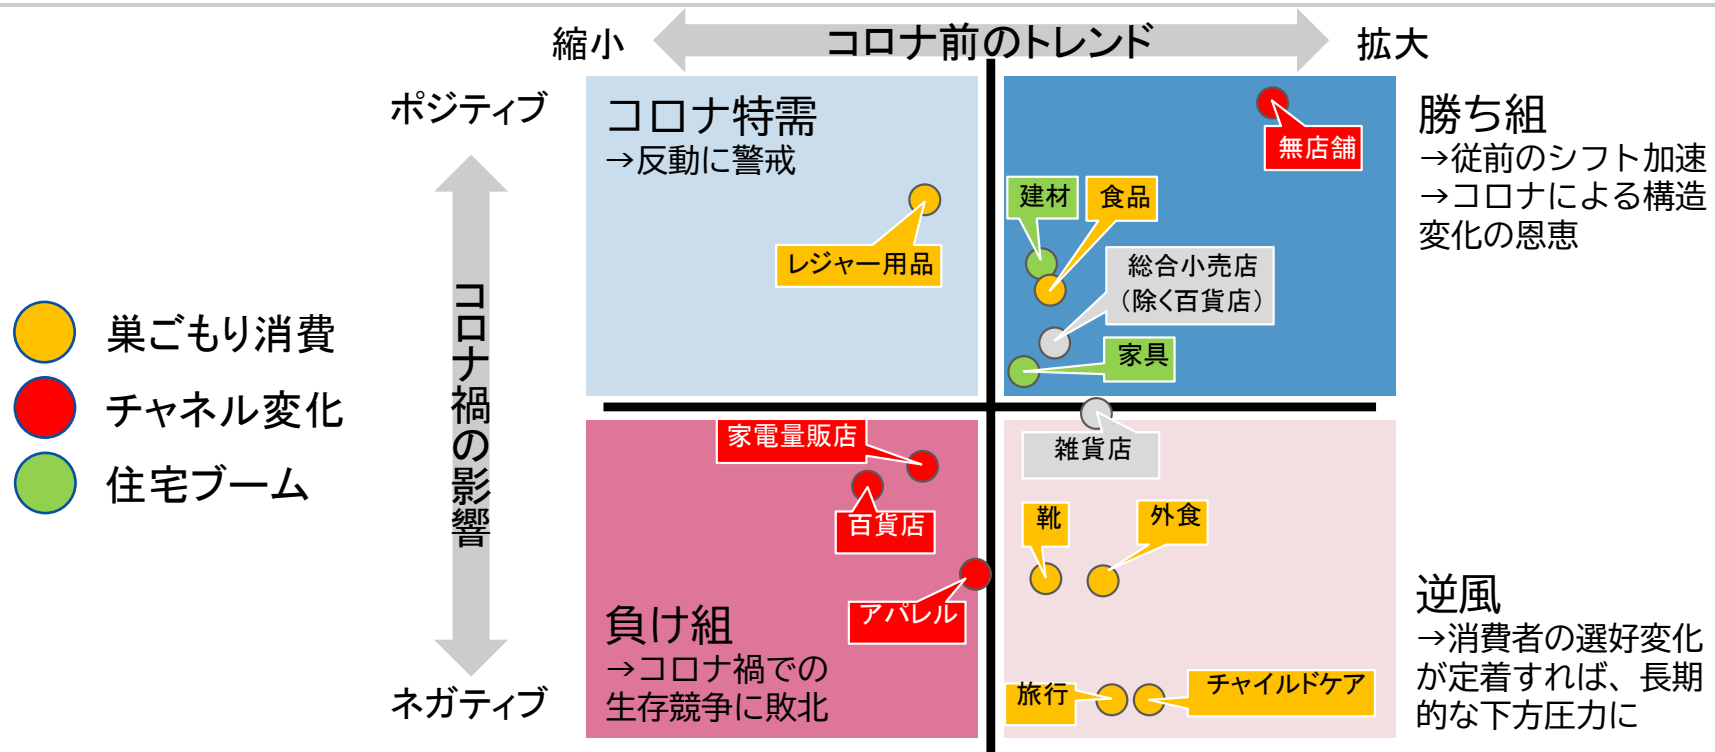 縮小
コロナ前のトレンド
拡大
ポジティブ
コロナ禍の影響
ネガティブ
コロナ特需
→反動に警戒
レジャー用品
無店舗
建材
食品
総合小売店
（除く百貨店）
家具
勝ち組
→従前のシフト加速
→コロナによる構造
変化の恩恵
巣ごもり消費
チャネル変化
住宅ブーム
家電量販店
百貨店
アパレル
負け組
→コロナ禍での
生存競争に敗北
雑貨店
靴
外食
旅行
チャイルドケア
逆風
→消費者の選好変化
が定着すれば、長期
的な下方圧力に